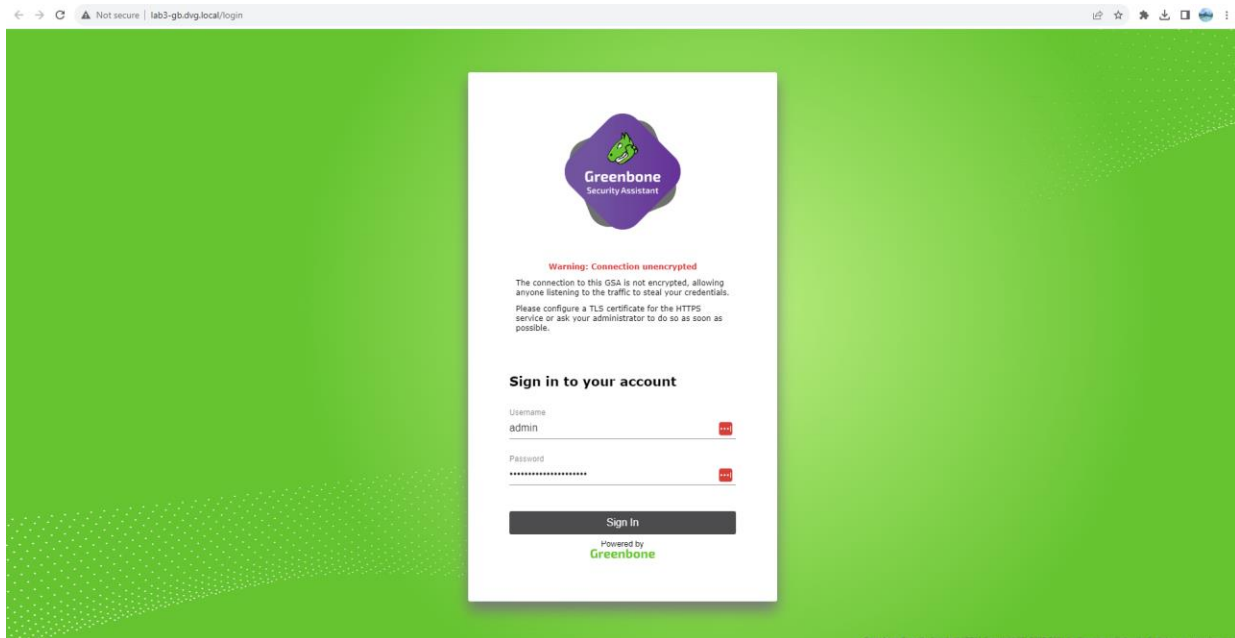 Not secure | lab3-gb.dvg.local/login
Greenbone
Security Assistant
Warning: Connection unencrypted
The connection to this GSA is not encrypted, allowing
anyone listening to the traffic to steal your credentials.
Please configure a TLS certificate for the HTTPS
service or ask your administrator to do so as soon as
possible.
Sign in to your account
Username
admin
Password
••••••••••••••••••••
Sign In
Powered by
Greenbone